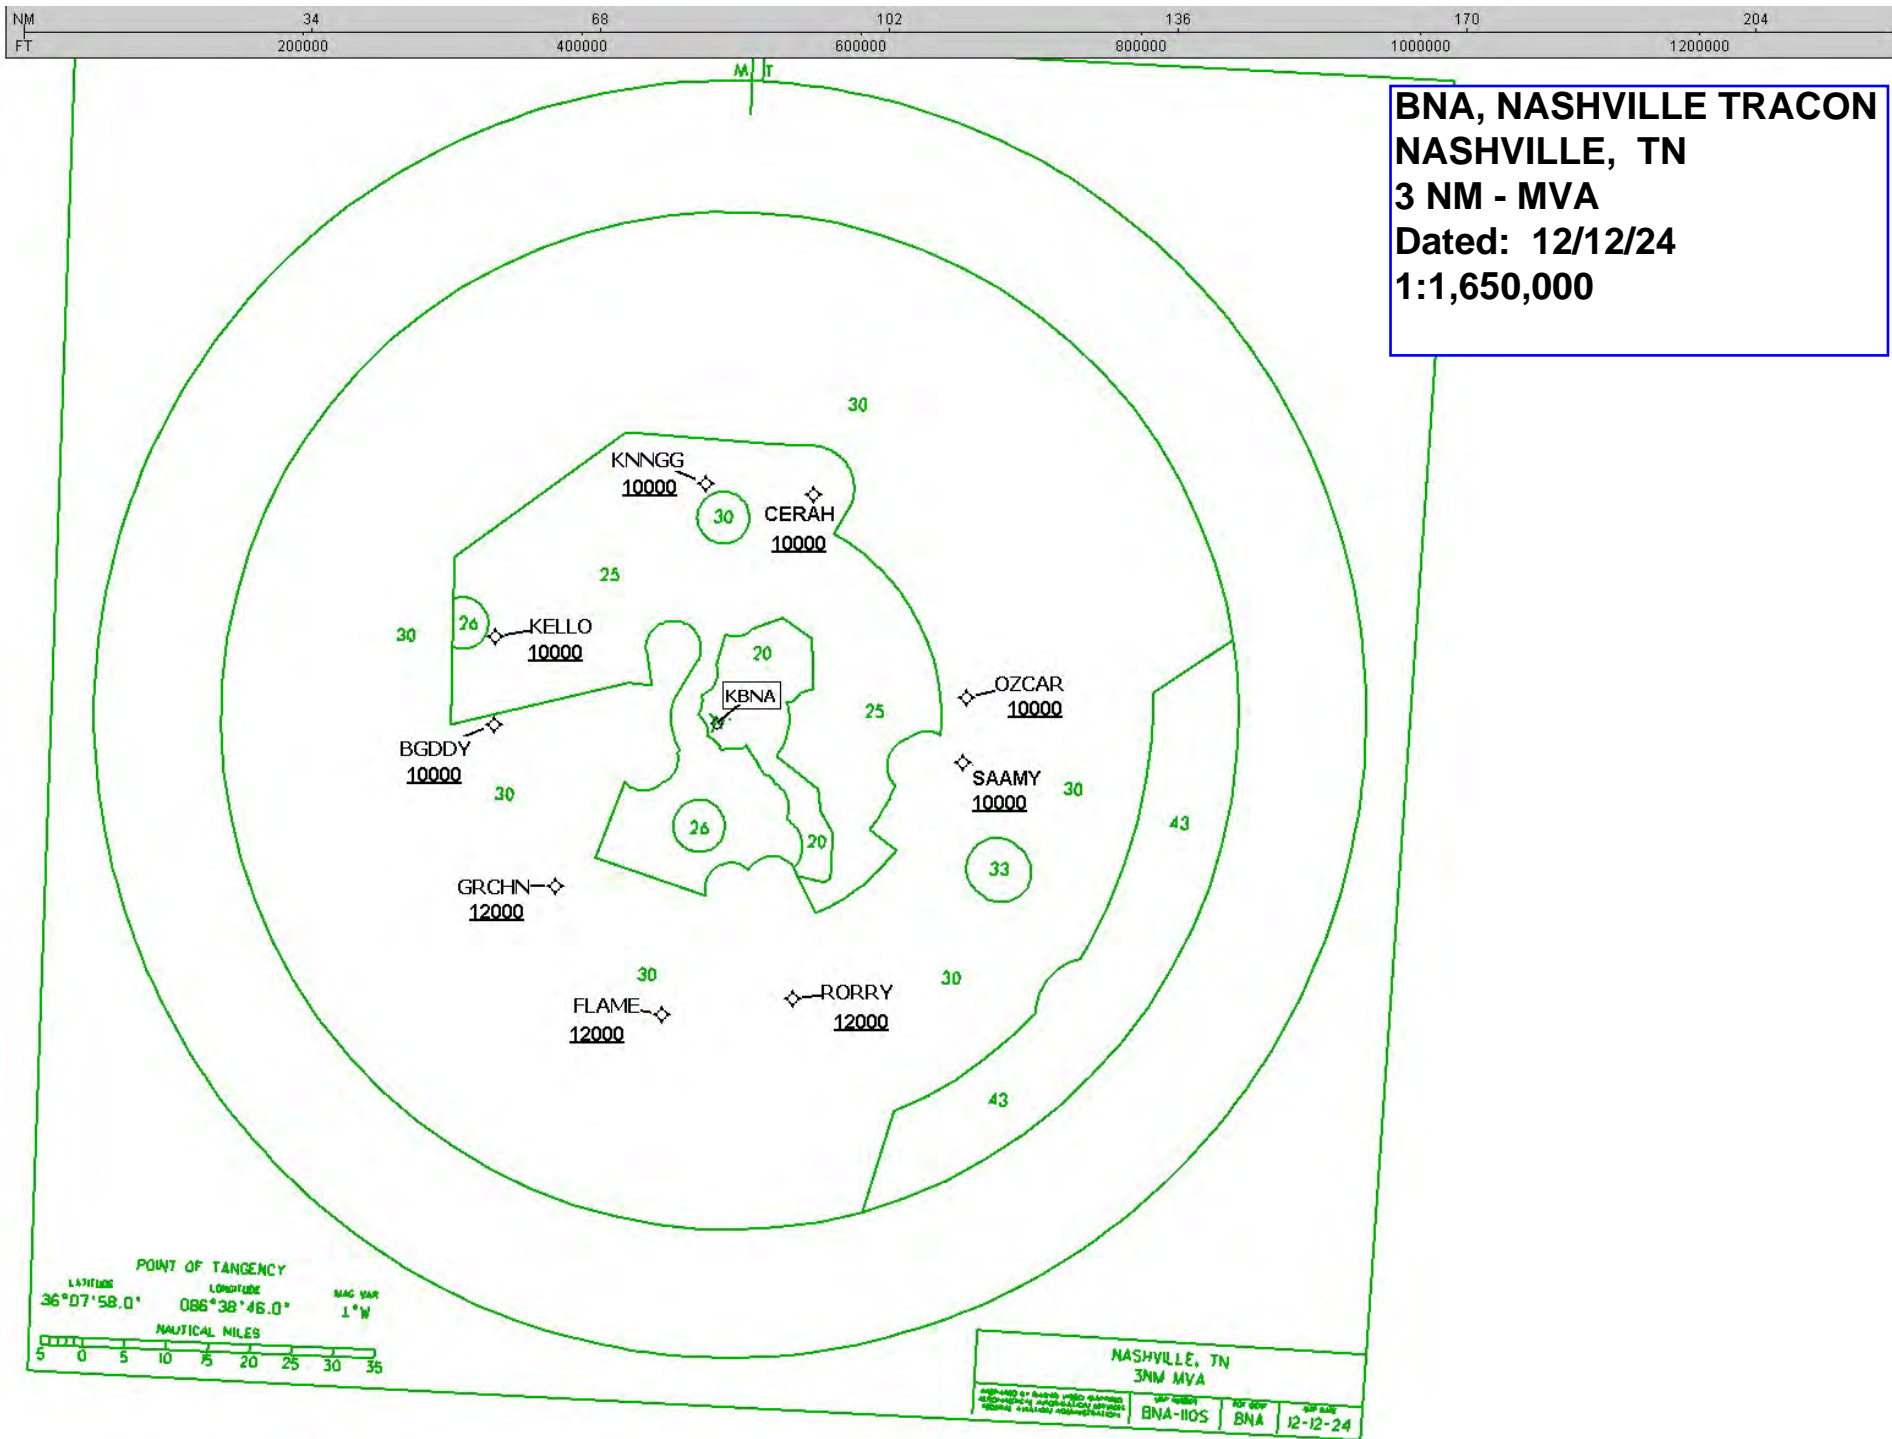 NM 34 68 102 136 170 204
FT 200000 400000 600000 800000 1000000 1200000
M T
BNA, NASHVILLE TRACON
NASHVILLE, TN
3 NM - MVA
Dated: 12/12/24
1:1,650,000
30
KNNGG
10000
30
CERAH
10000
25
26
KELLO
10000
30
20
KBNA
OZCAR
10000
25
BGDDY
10000
SAAMY
10000
30
30
43
26
20
33
GRCHN
12000
30
30
FLAME
12000
RORRY
12000
43
POINT OF TANGENCY
LATITUDE LONGITUDE MAG VAR
36°07'58.0" 086°38'46.0" 1°W
NAUTICAL MILES
5 0 5 10 15 20 25 30 35
NASHVILLE, TN
3NM MVA
BNA-110S BNA 12-12-24